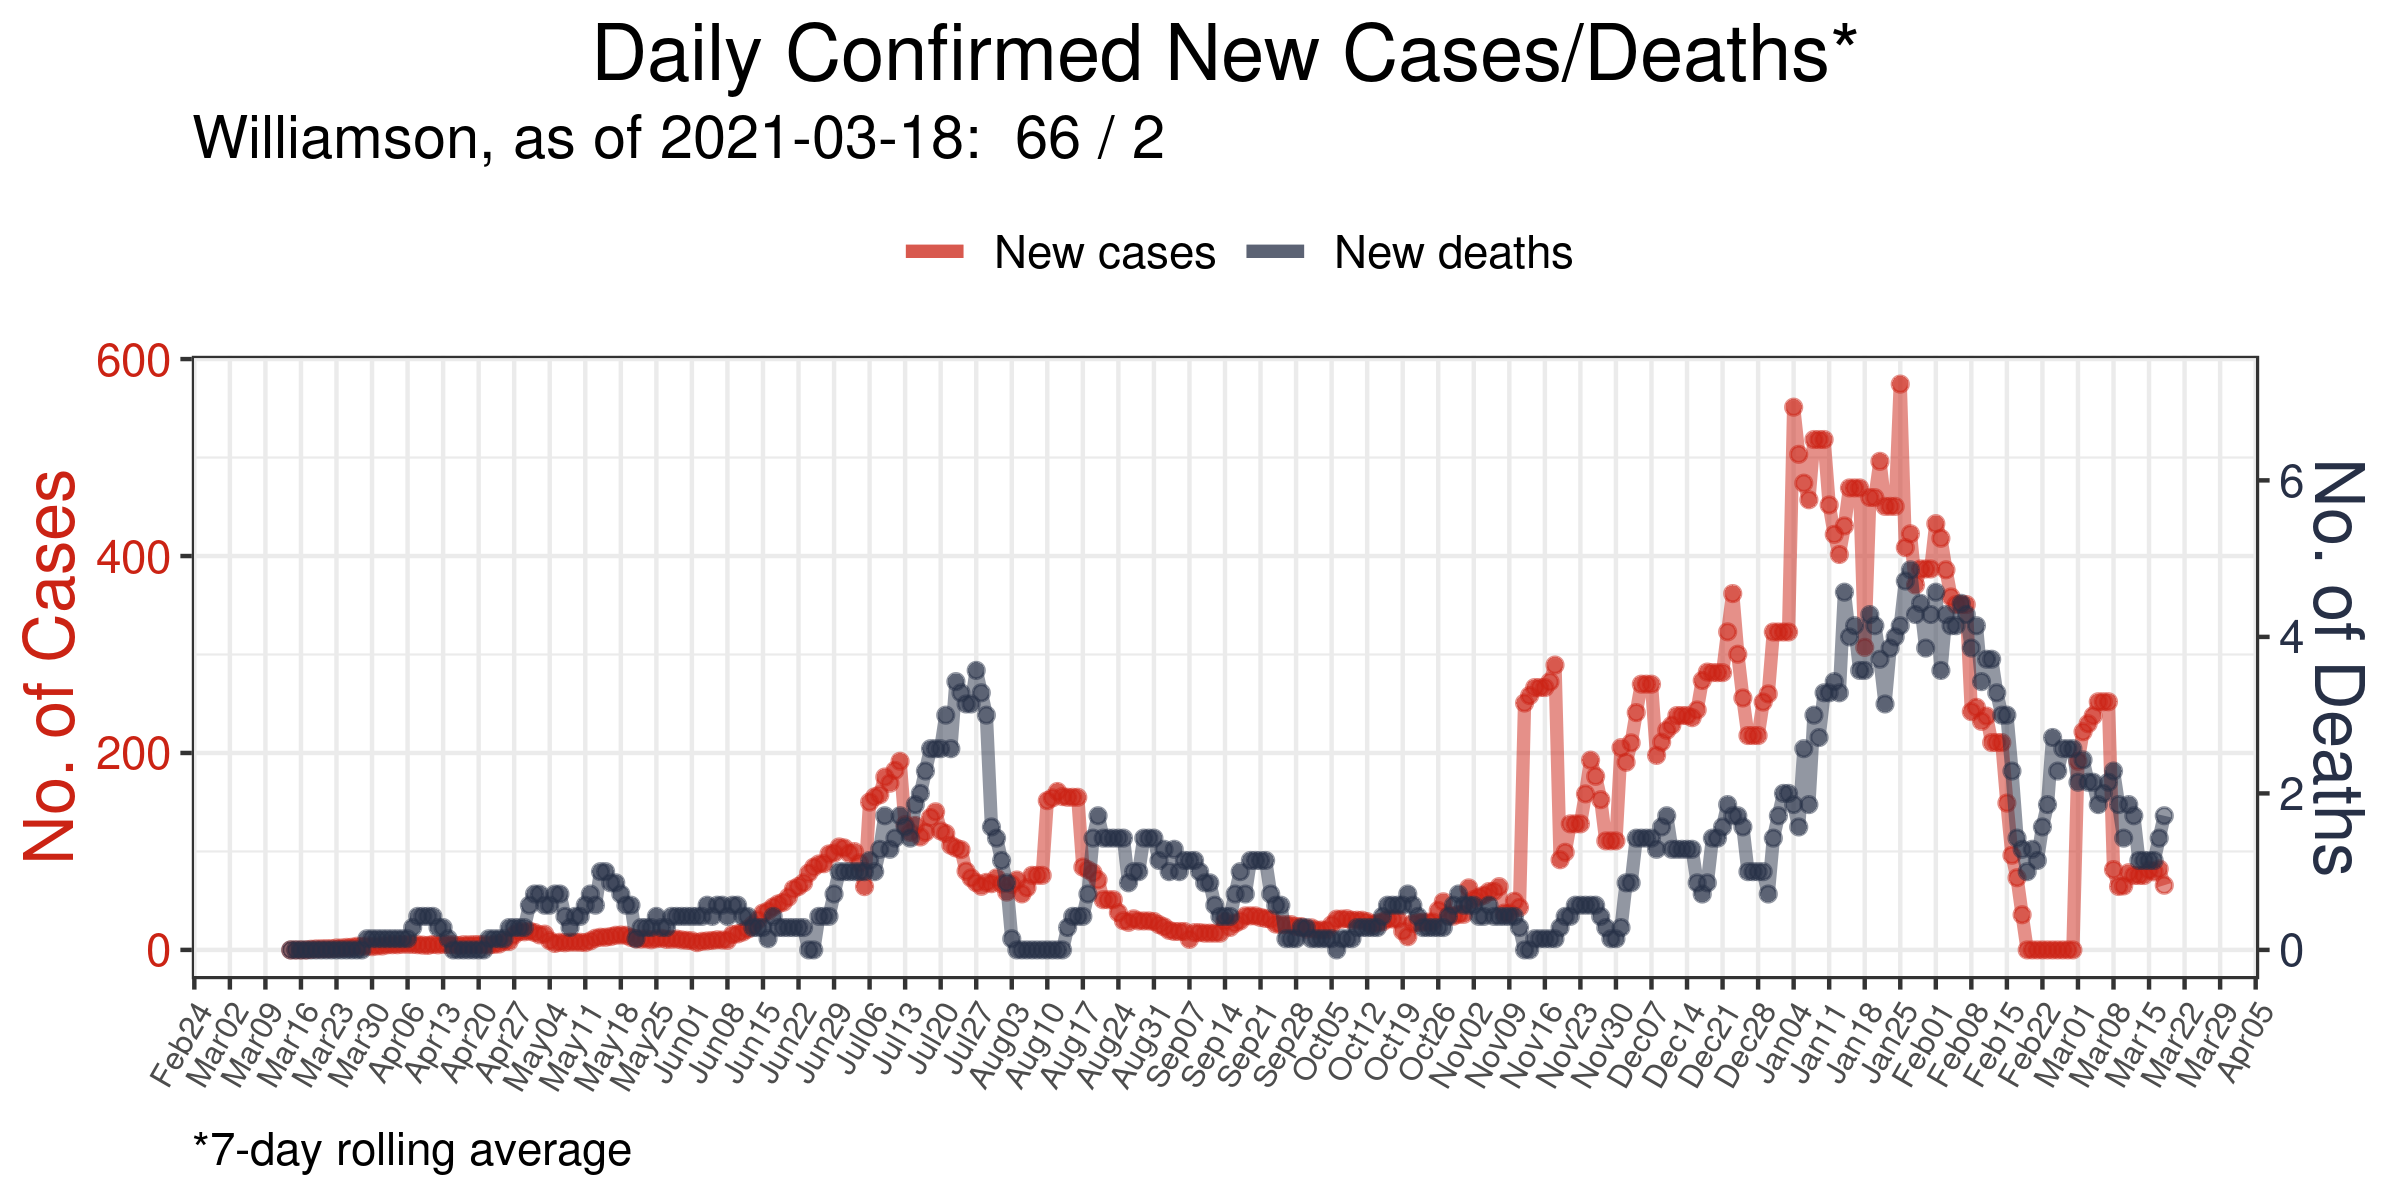 Daily Confirmed New Cases/Deaths*
Williamson, as of 2021-03-18:  66 / 2
New cases
New deaths
No. of Cases
600
400
200
0
6
4
2
0
No. of Deaths
Feb24
Mar02
Mar09
Mar16
Mar23
Mar30
Apr06
Apr13
Apr20
Apr27
May04
May11
May18
May25
Jun01
Jun08
Jun15
Jun22
Jun29
Jul06
Jul13
Jul20
Jul27
Aug03
Aug10
Aug17
Aug24
Aug31
Sep07
Sep14
Sep21
Sep28
Oct05
Oct12
Oct19
Oct26
Nov02
Nov09
Nov16
Nov23
Nov30
Dec07
Dec14
Dec21
Dec28
Jan04
Jan11
Jan18
Jan25
Feb01
Feb08
Feb15
Feb22
Mar01
Mar08
Mar15
Mar22
Mar29
Apr05
*7-day rolling average